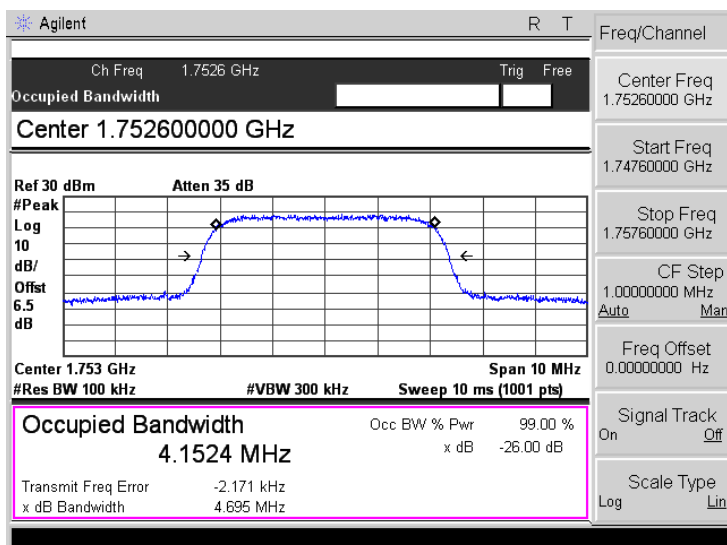 Agilent R T
Ch Freq 1.7526 GHz Trig Free
Occupied Bandwidth
Center 1.752600000 GHz
Ref 30 dBm Atten 35 dB
#Peak
Log
10
dB/
Offst
6.5
dB
Center 1.753 GHz Span 10 MHz
#Res BW 100 kHz #VBW 300 kHz Sweep 10 ms (1001 pts)
Occupied Bandwidth Occ BW % Pwr 99.00 %
4.1524 MHz x dB -26.00 dB
Transmit Freq Error -2.171 kHz
x dB Bandwidth 4.695 MHz
Freq/Channel
Center Freq
1.75260000 GHz
Start Freq
1.74760000 GHz
Stop Freq
1.75760000 GHz
CF Step
1.00000000 MHz
Auto Man
Freq Offset
0.00000000 Hz
Signal Track
On Off
Scale Type
Log Lin